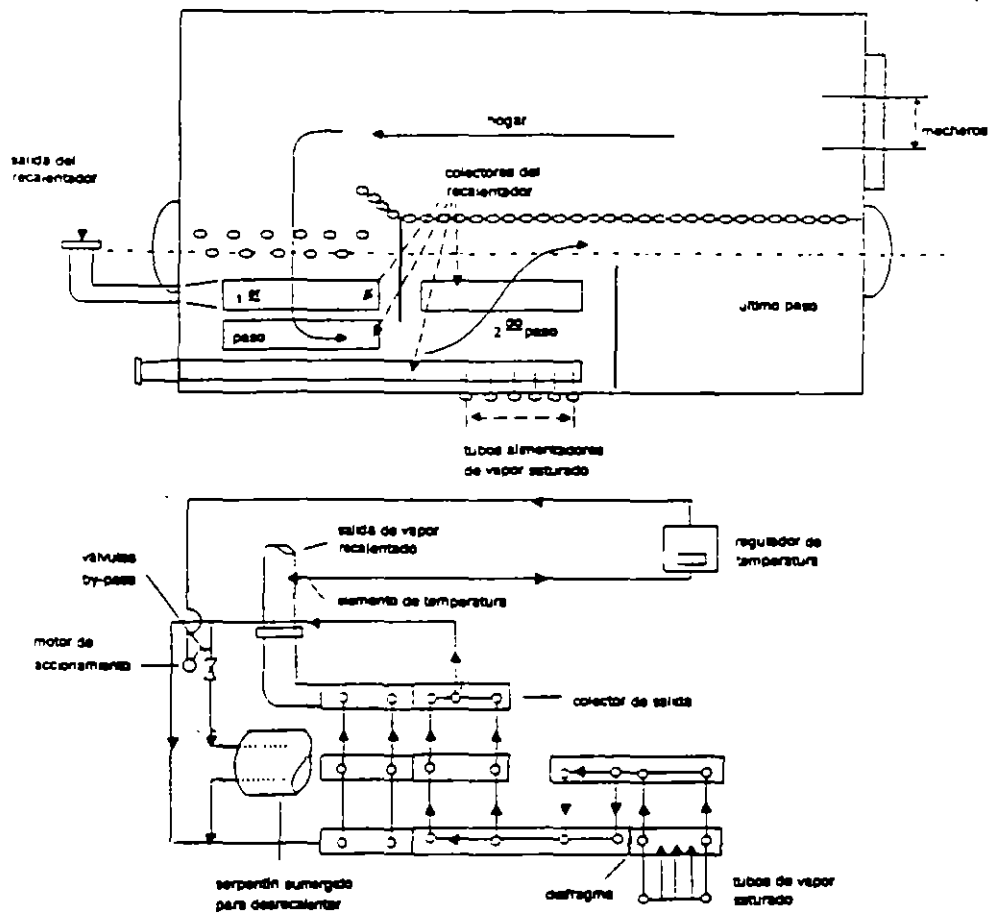 hogar
mecheros
salida del
recalentador
colectores del
recalentador
1 er
paso
2 do paso
ultimo paso
tubos alimentadores
de vapor saturado
salida de vapor
recalentado
regulador de
temperatura
válvulas
by-pass
elemento de temperatura
motor de
accionamiento
colector de salida
serpentín sumergido
para desrecalentar
diafragma
tubos de vapor
saturado